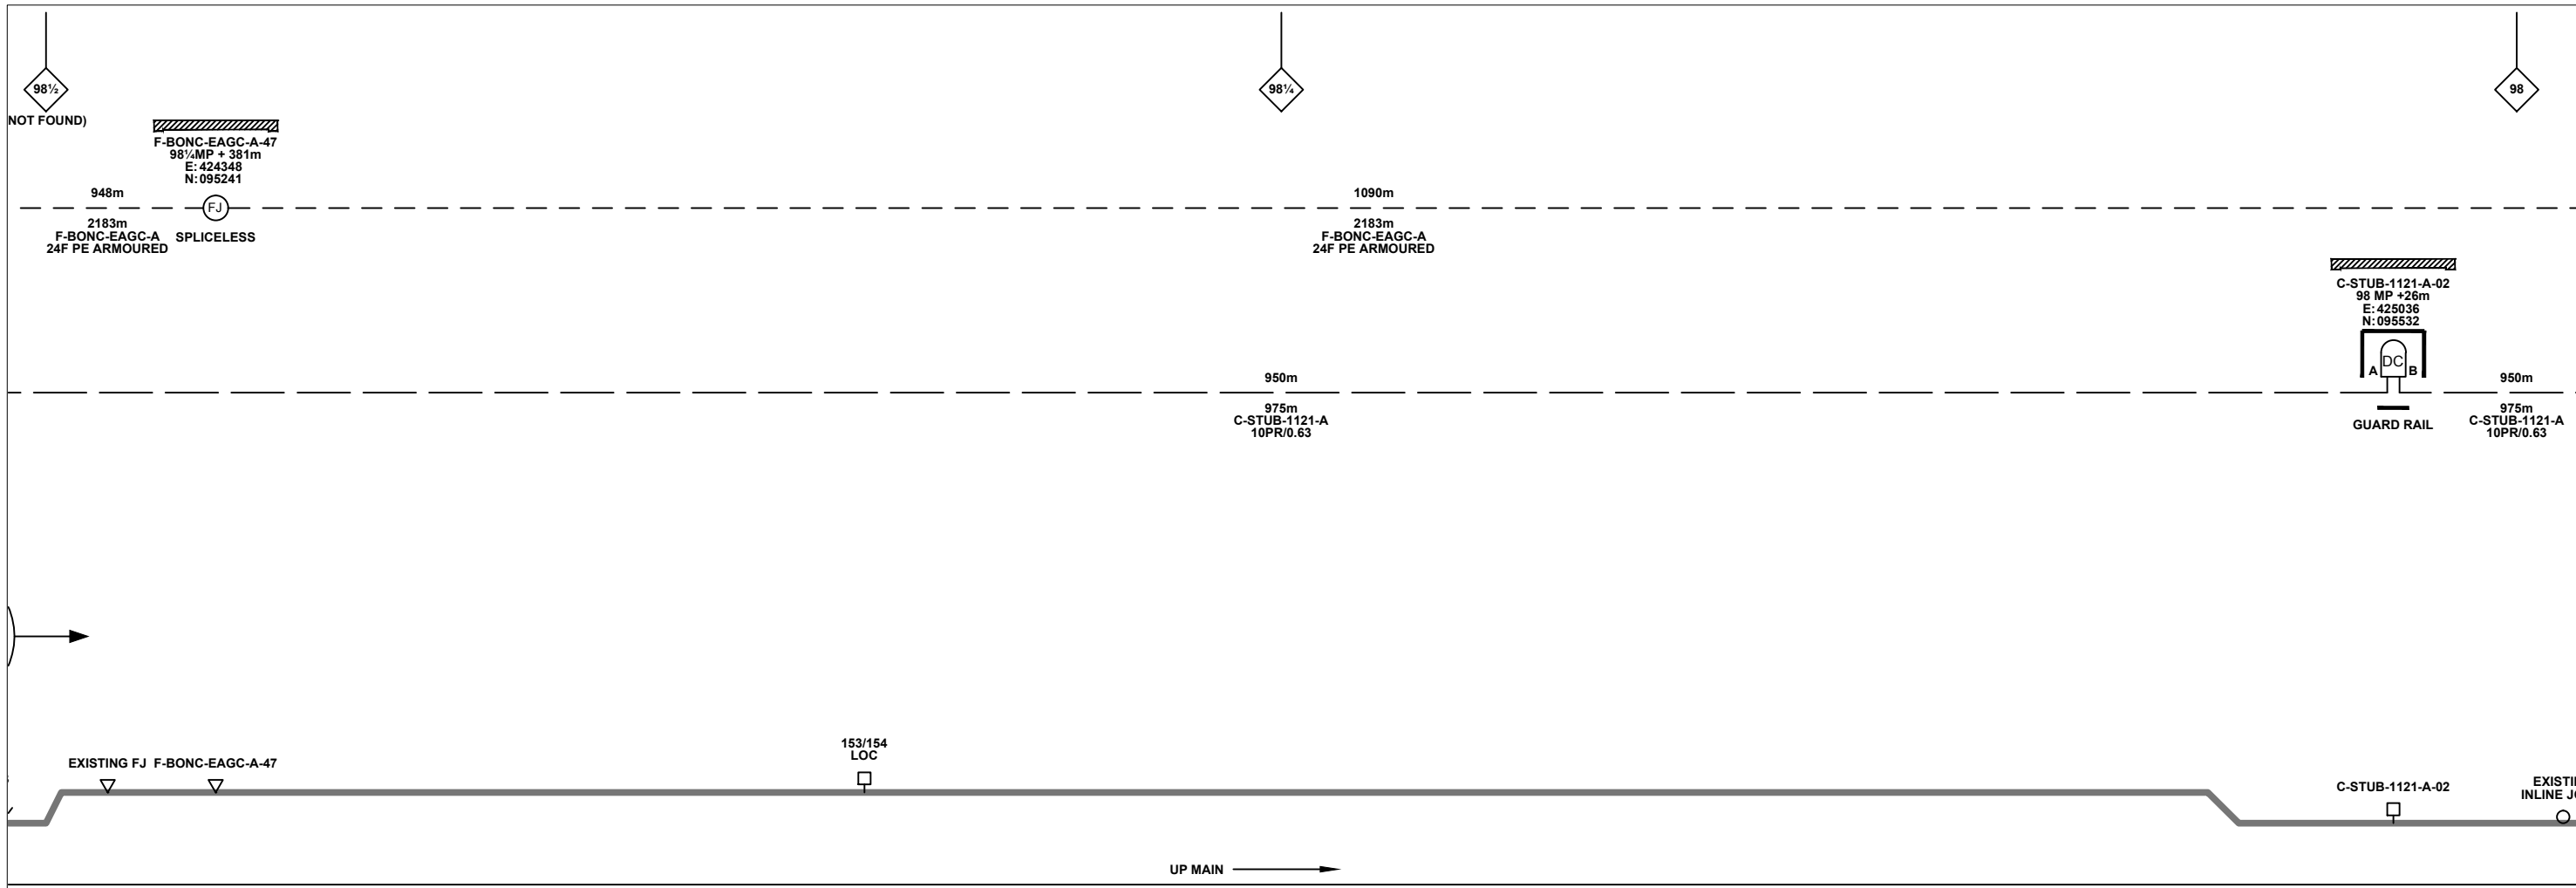 98½
98¼
98
NOT FOUND)
F-BONC-EAGC-A-47
98¼MP + 381m
E: 424348
N: 095241
948m
FJ
1090m
2183m
F-BONC-EAGC-A
24F PE ARMOURED
SPLICELESS
2183m
F-BONC-EAGC-A
24F PE ARMOURED
C-STUB-1121-A-02
98 MP +26m
E: 425036
N: 095532
A DC B
950m
950m
975m
C-STUB-1121-A
10PR/0.63
GUARD RAIL
975m
C-STUB-1121-A
10PR/0.63
EXISTING FJ
F-BONC-EAGC-A-47
153/154
LOC
C-STUB-1121-A-02
EXISTI
INLINE J
UP MAIN